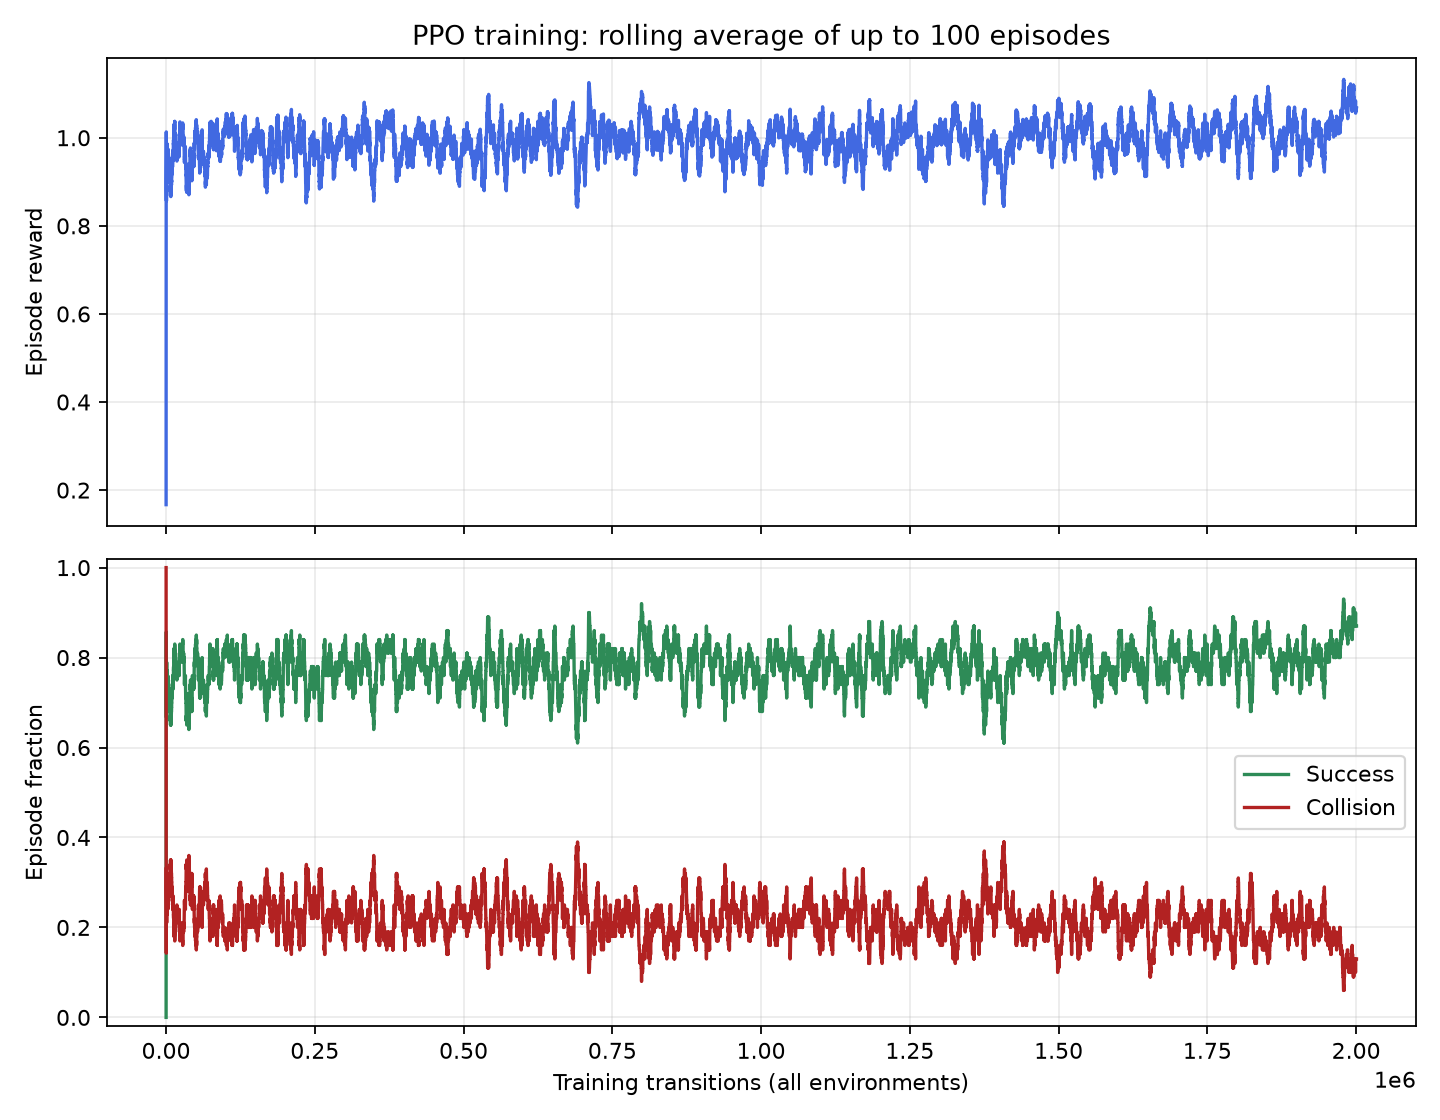 PPO training: rolling average of up to 100 episodes
Episode reward
1.0
0.8
0.6
0.4
0.2
Episode fraction
1.0
0.8
0.6
0.4
0.2
0.0
Success
Collision
0.00 0.25 0.50 0.75 1.00 1.25 1.50 1.75 2.00
Training transitions (all environments)
1e6